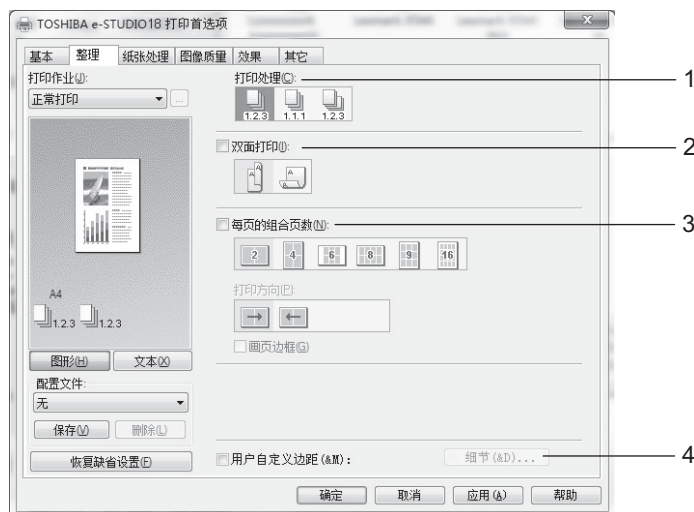 TOSHIBA e-STUDIO18 打印首选项
基本 整理 纸张处理 图像质量 效果 其它
打印作业(J):
正常打印
...
A4
1.2.3 1.2.3
图形(H) 文本(X)
配置文件:
无
保存(V) 删除(L)
恢复缺省设置(F)
打印处理(C):
1.2.3 1.1.1 1.2.3
1
双面打印(I):
A A A A
2
每页的组合页数(N):
2 4 6 8 9 16
3
打印方向(P):
画页边框(G)
用户自定义边距(&M):
细节(&D)...
4
确定 取消 应用(A) 帮助